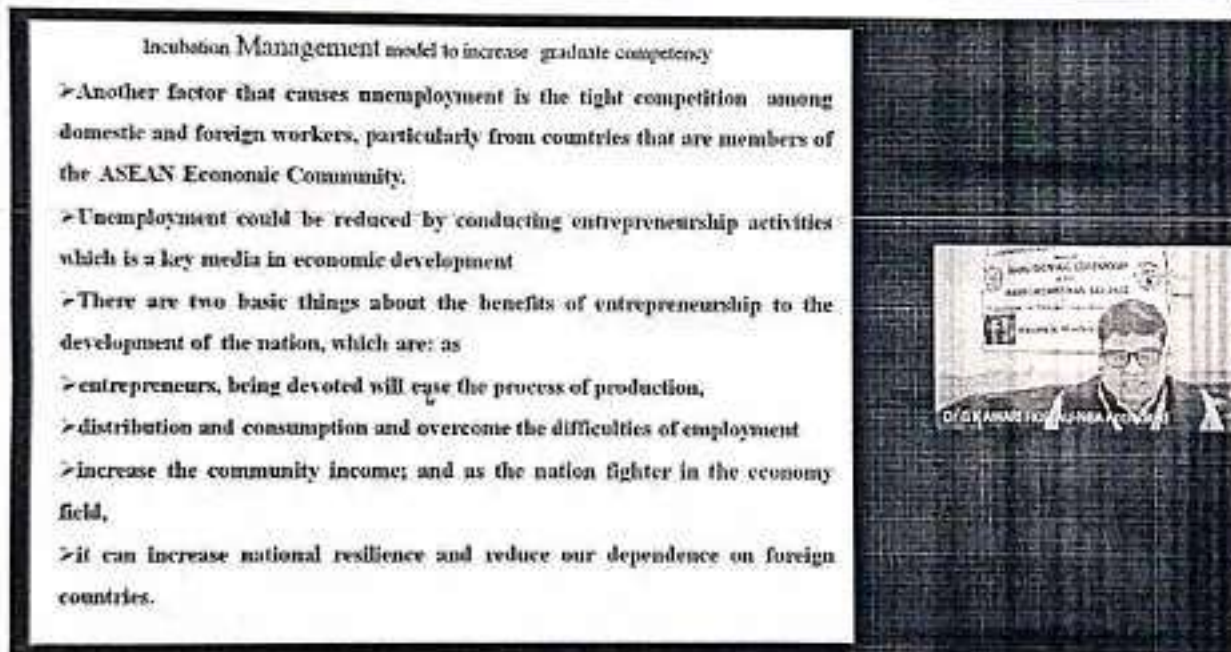 Incubation Management model to increase graduate competency
➢Another factor that causes unemployment is the tight competition among
domestic and foreign workers, particularly from countries that are members of
the ASEAN Economic Community.
➢Unemployment could be reduced by conducting entrepreneurship activities
which is a key media in economic development
➢There are two basic things about the benefits of entrepreneurship to the
development of the nation, which are: as
➢entrepreneurs, being devoted will ease the process of production,
➢distribution and consumption and overcome the difficulties of employment
➢increase the community income; and as the nation fighter in the economy
field,
➢it can increase national resilience and reduce our dependence on foreign
countries.